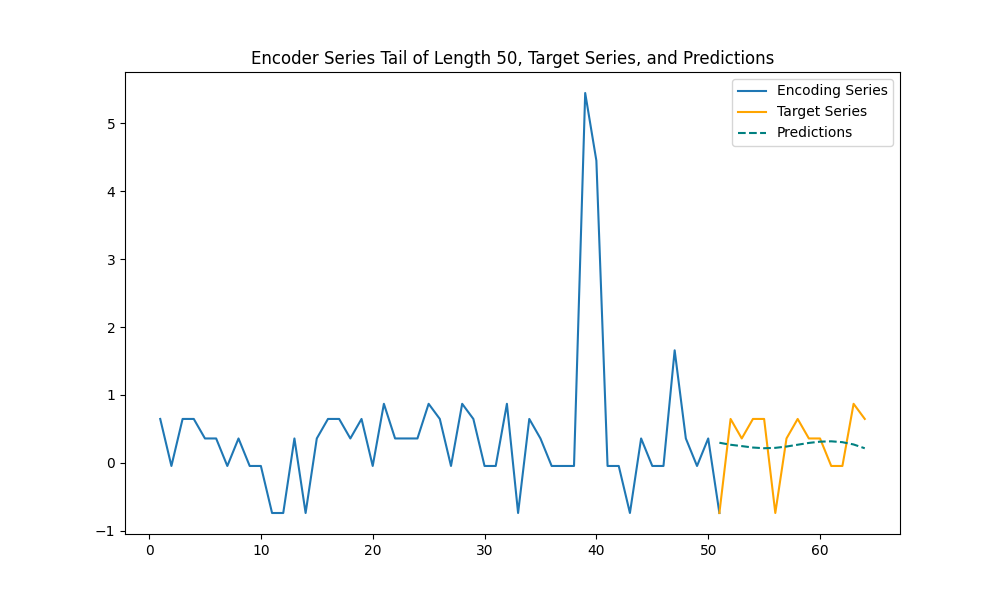 Encoder Series Tail of Length 50, Target Series, and Predictions
Encoding Series
Target Series
Predictions
5
4
3
2
1
0
−1
0 10 20 30 40 50 60